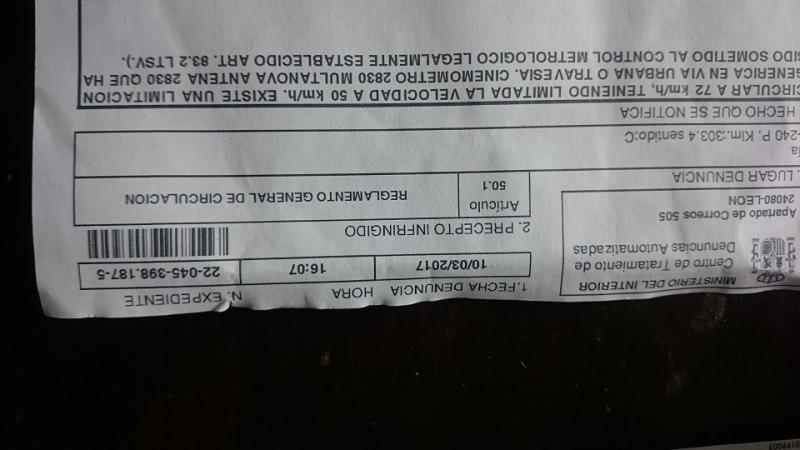 MINISTERIO DEL INTERIOR
Centro de Tratamiento de
Denuncias Automatizadas
Apartado de Correos 505
24080-LEON
1.FECHA DENUNCIA HORA N. EXPEDIENTE
10/03/2017 16:07 22-045-398.187-5
2. PRECEPTO INFRINGIDO
Artículo
50.1
REGLAMENTO GENERAL DE CIRCULACION
. LUGAR DENUNCIA
ía
-240 P. Klm.:303.4 sentido:C
HECHO QUE SE NOTIFICA
CIRCULAR A 72 km/h, TENIENDO LIMITADA LA VELOCIDAD A 50 km/h. EXISTE UNA LIMITACION
GENERICA EN VIA URBANA O TRAVESIA. CINEMOMETRO 2830 MULTANOVA ANTENA 2830 QUE HA
IDO SOMETIDO AL CONTROL METROLOGICO LEGALMENTE ESTABLECIDO ART. 83.2 LTSV.).
0199007